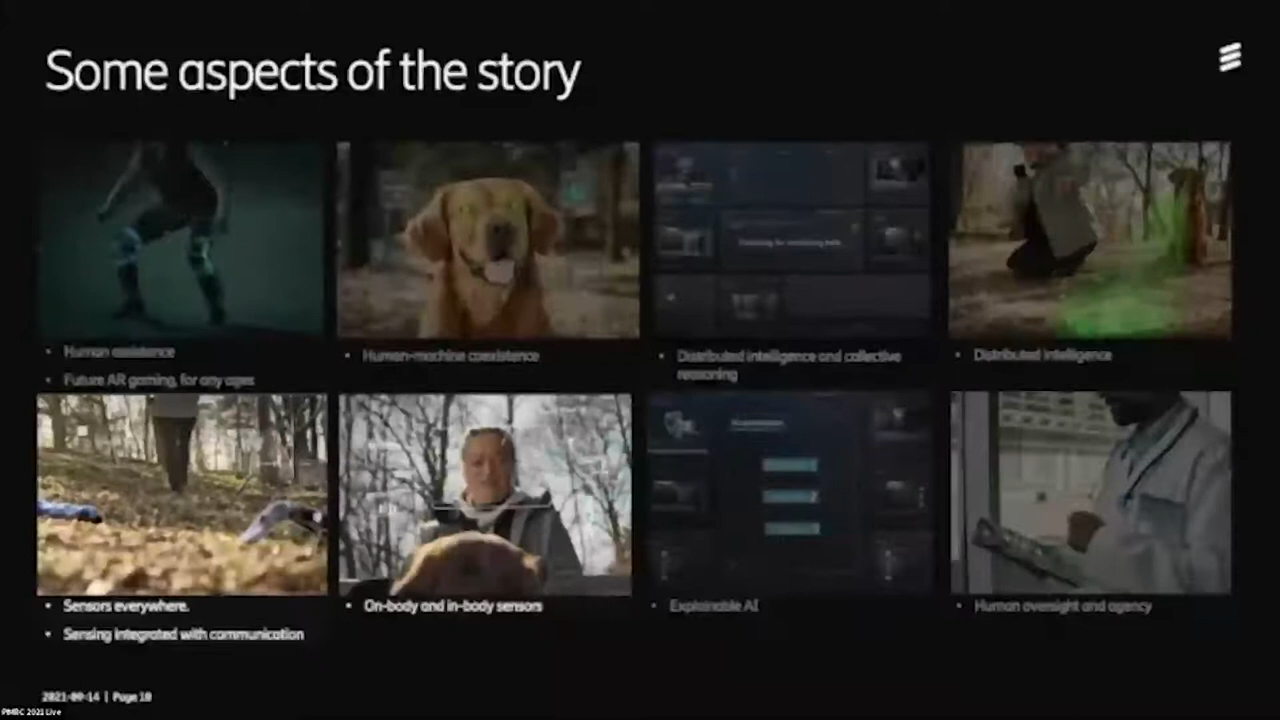 Some aspects of the story
• Human assistance
• Future AR gaming, for any ages
• Human-machine coexistence
• Distributed intelligence and collective
reasoning
• Distributed intelligence
• Sensors everywhere.
• Sensing integrated with communication
• On-body and in-body sensors
• Explainable AI
• Human oversight and agency
2021-09-14 | Page 10
PIMRC 2021 Live